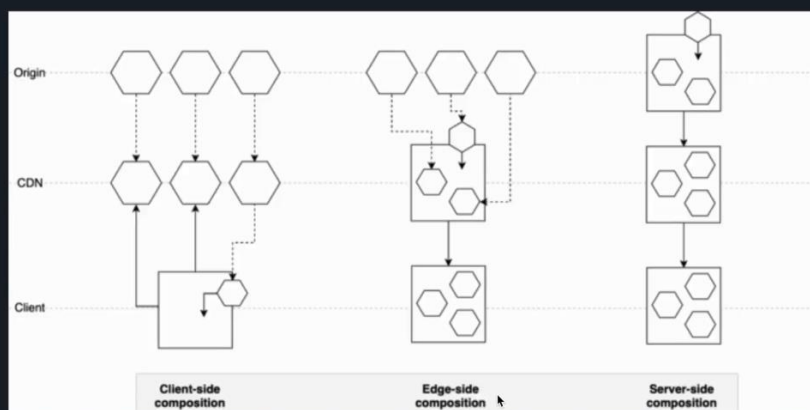 Origin
CDN
Client
Client-side
composition
Edge-side
composition
Server-side
composition